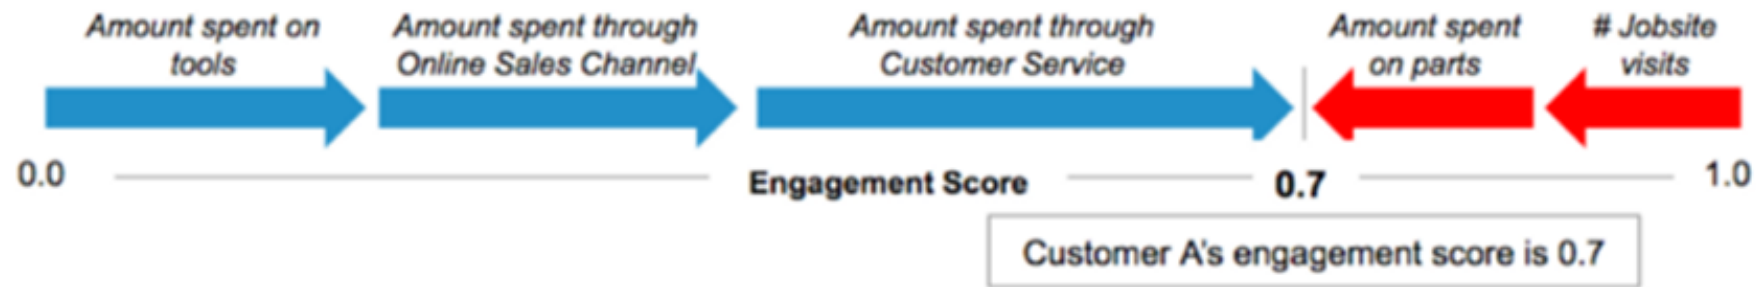 Amount spent on
tools
Amount spent through
Online Sales Channel
Amount spent through
Customer Service
Amount spent
on parts
# Jobsite
visits
0.0
Engagement Score
0.7
1.0
Customer A's engagement score is 0.7